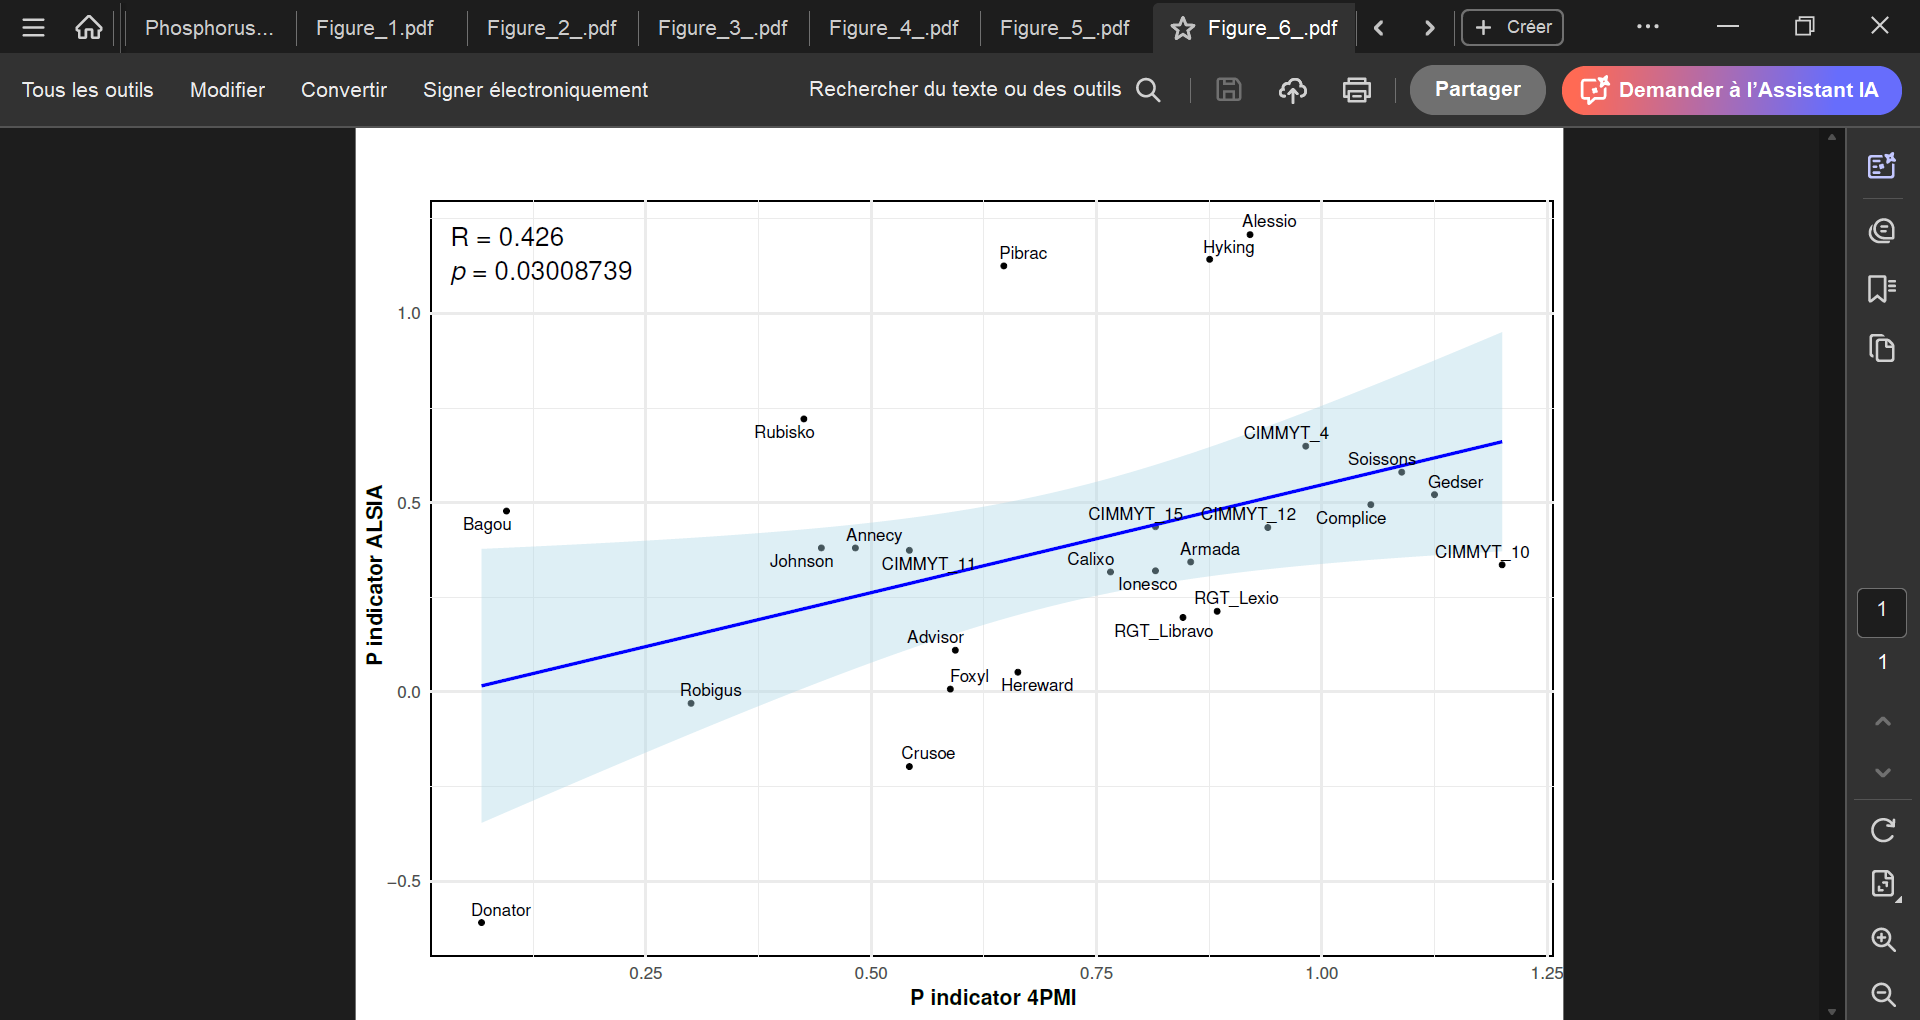 Phosphorus... Figure_1.pdf Figure_2_.pdf Figure_3_.pdf Figure_4_.pdf Figure_5_.pdf Figure_6_.pdf Créer
Tous les outils Modifier Convertir Signer électroniquement Rechercher du texte ou des outils Partager Demander à l'Assistant IA
R = 0.426
p = 0.03008739
Alessio
Hyking
Pibrac
1.0
Rubisko
CIMMYT_4
Soissons
Gedser
0.5
CIMMYT_15
CIMMYT_12
Complice
Bagou
Annecy
Johnson
CIMMYT_11
Calixo
Armada
CIMMYT_10
Ionesco
RGT_Lexio
RGT_Libravo
Advisor
Foxyl
Hereward
0.0
Robigus
Crusoe
−0.5
Donator
P indicator ALSIA
0.25 0.50 0.75 1.00 1.25
P indicator 4PMI
1
1